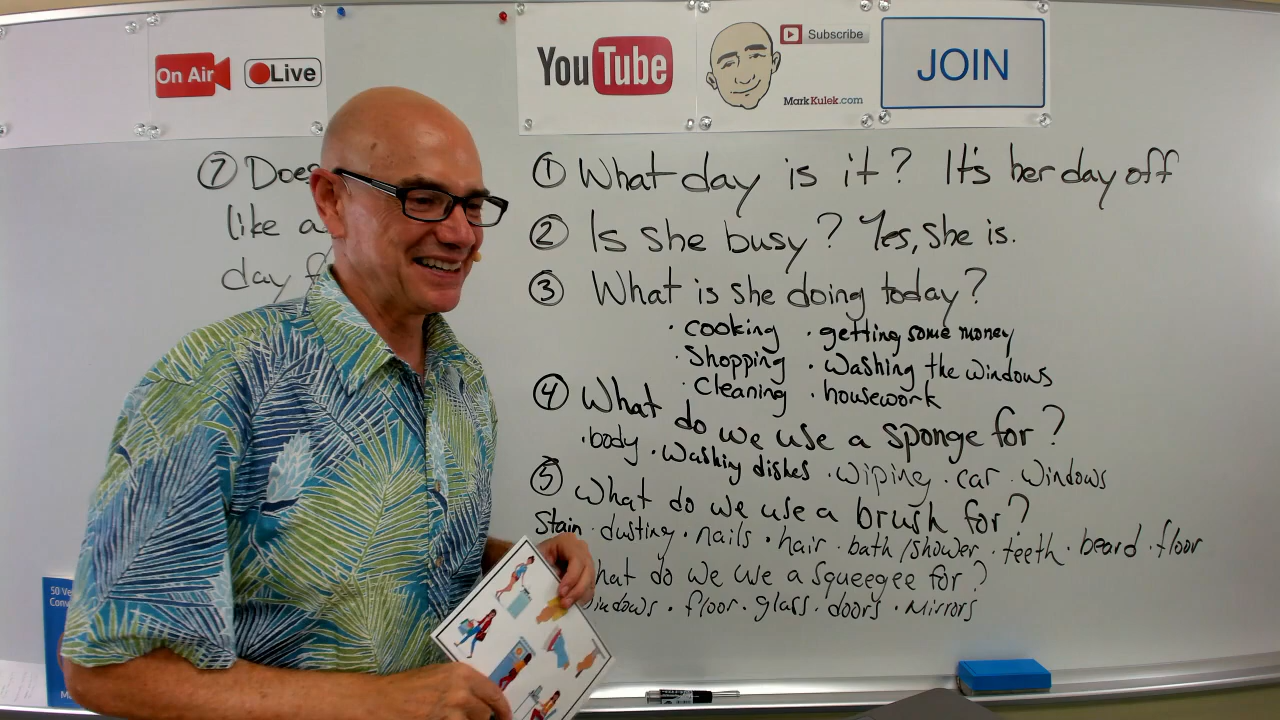 On Air
Live
YouTube
Subscribe
MarkKulek.com
JOIN
① What day is it? It's her day off
② Is she busy? Yes, she is.
③ What is she doing today?
· cooking · getting some money
· Shopping · Washing the windows
· Cleaning · housework
④ What do we use a sponge for?
· body · Washing dishes · wiping · car · windows
⑤ What do we use a brush for?
Stain · dusting · nails · hair · bath/shower · teeth · beard · floor
do we use a squeegee for?
· floor · glass · doors · mirrors
⑦ Does
like a
day
50